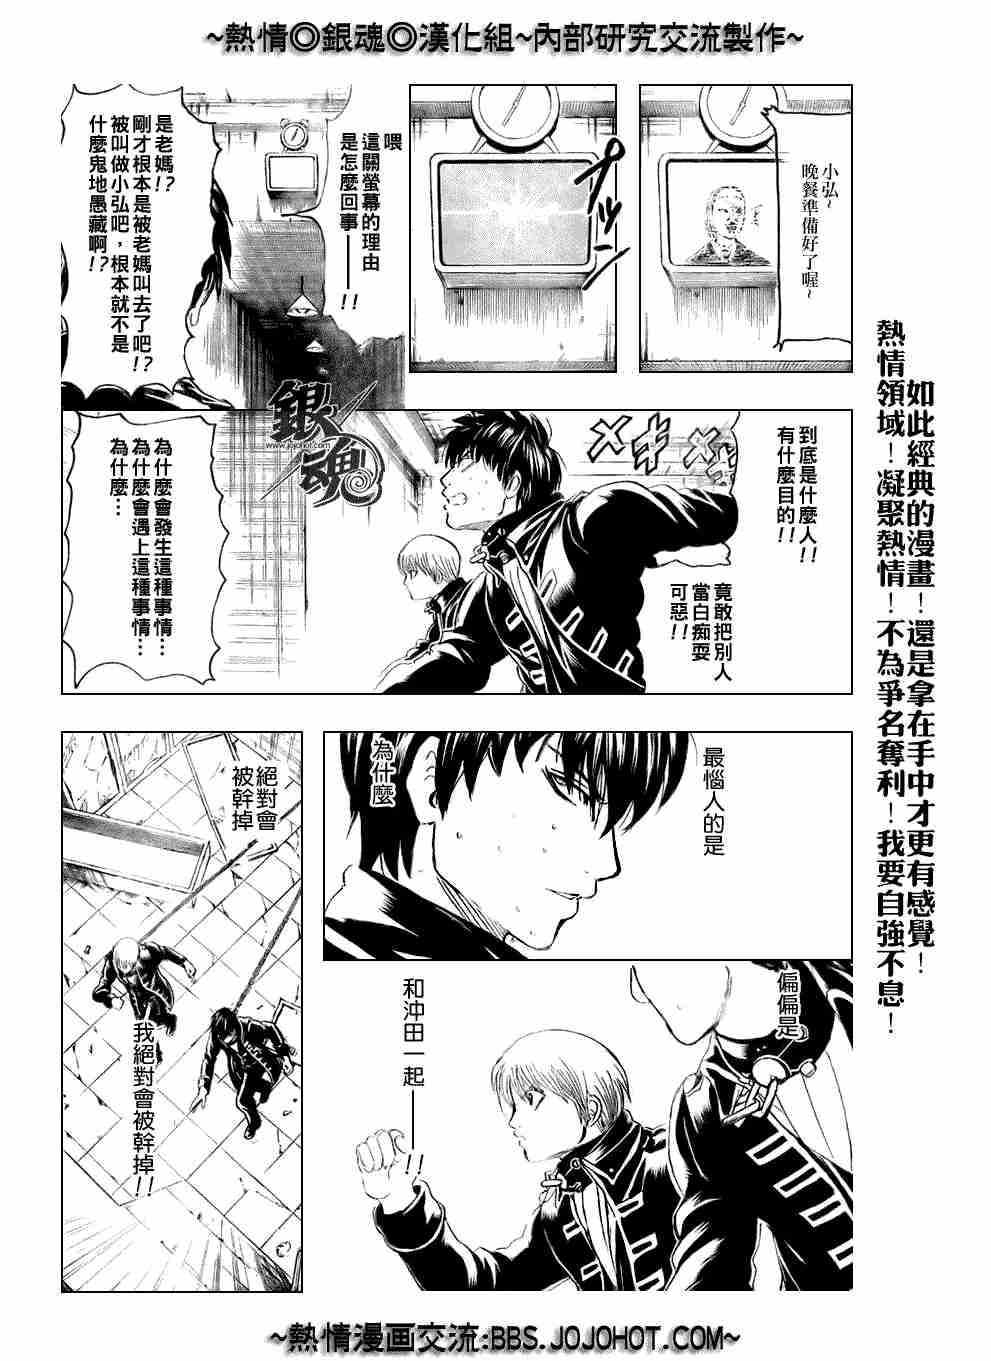 ~熱情◎銀魂◎漢化組~內部研究交流製作~
小弘~
晚餐準備好了喔~
プツン
喂
這關螢幕的理由
是怎麼回事——!!
是老媽!?
剛才根本是被老媽叫去了吧!?
被叫做小弘吧,根本就不是
什麼鬼地愚藏啊!?
到底是什麼人!!
有什麼目的!!
メキメキ
竟敢把別人
當白痴耍
可惡!!
銀魂
www.jojohot.com
為什麼會發生這種事情…
為什麼會遇上這種事情…
為什麼…
最惱人的是
為什麼
偏偏是
和沖田一起——!!
絕對會
被幹掉
我絕對會被幹掉!!
如此經典的漫畫!還是拿在手中才更有感覺!
熱情領域!凝聚熱情!不為爭名奪利!我要自強不息!
~熱情漫画交流:BBS.JOJOHOT.COM~